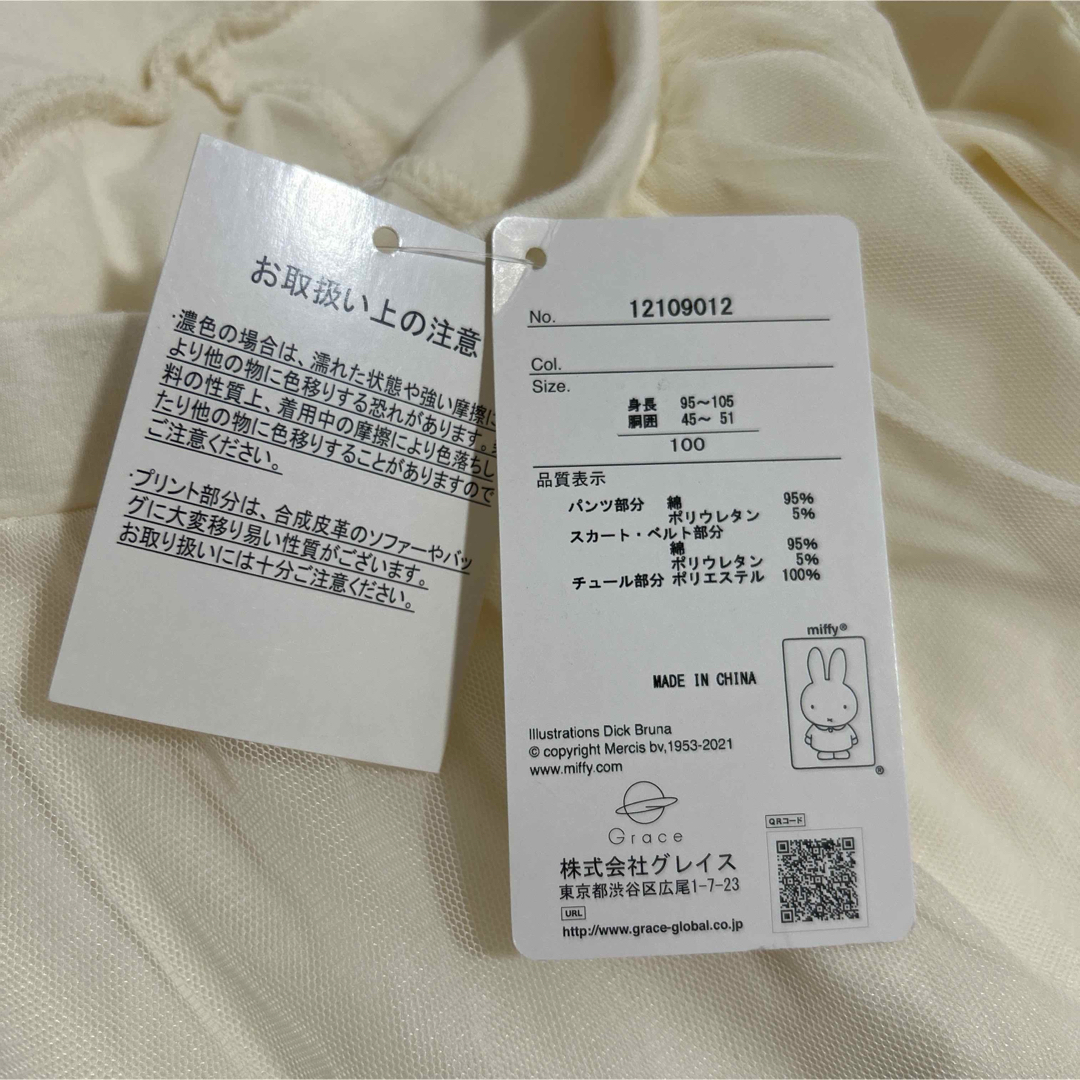 お取扱い上の注意
・濃色の場合は、濡れた状態や強い摩擦に
より他の物に色移りする恐れがあります。
料の性質上、着用中の摩擦により色落ちし
たり他の物に色移りすることがありますので
ご注意ください。
・プリント部分は、合成皮革のソファーやバッ
グに大変移り易い性質がございます。
お取り扱いには十分ご注意ください。
No. 12109012
Col.
Size.
身長 95～105
胴囲 45～ 51
100
品質表示
パンツ部分 綿 95%
ポリウレタン 5%
スカート・ベルト部分
綿 95%
ポリウレタン 5%
チュール部分 ポリエステル 100%
miffy®
MADE IN CHINA
®
Illustrations Dick Bruna
© copyright Mercis bv,1953-2021
www.miffy.com
Grace
株式会社グレイス
東京都渋谷区広尾1-7-23
URL
http://www.grace-global.co.jp
QRコード